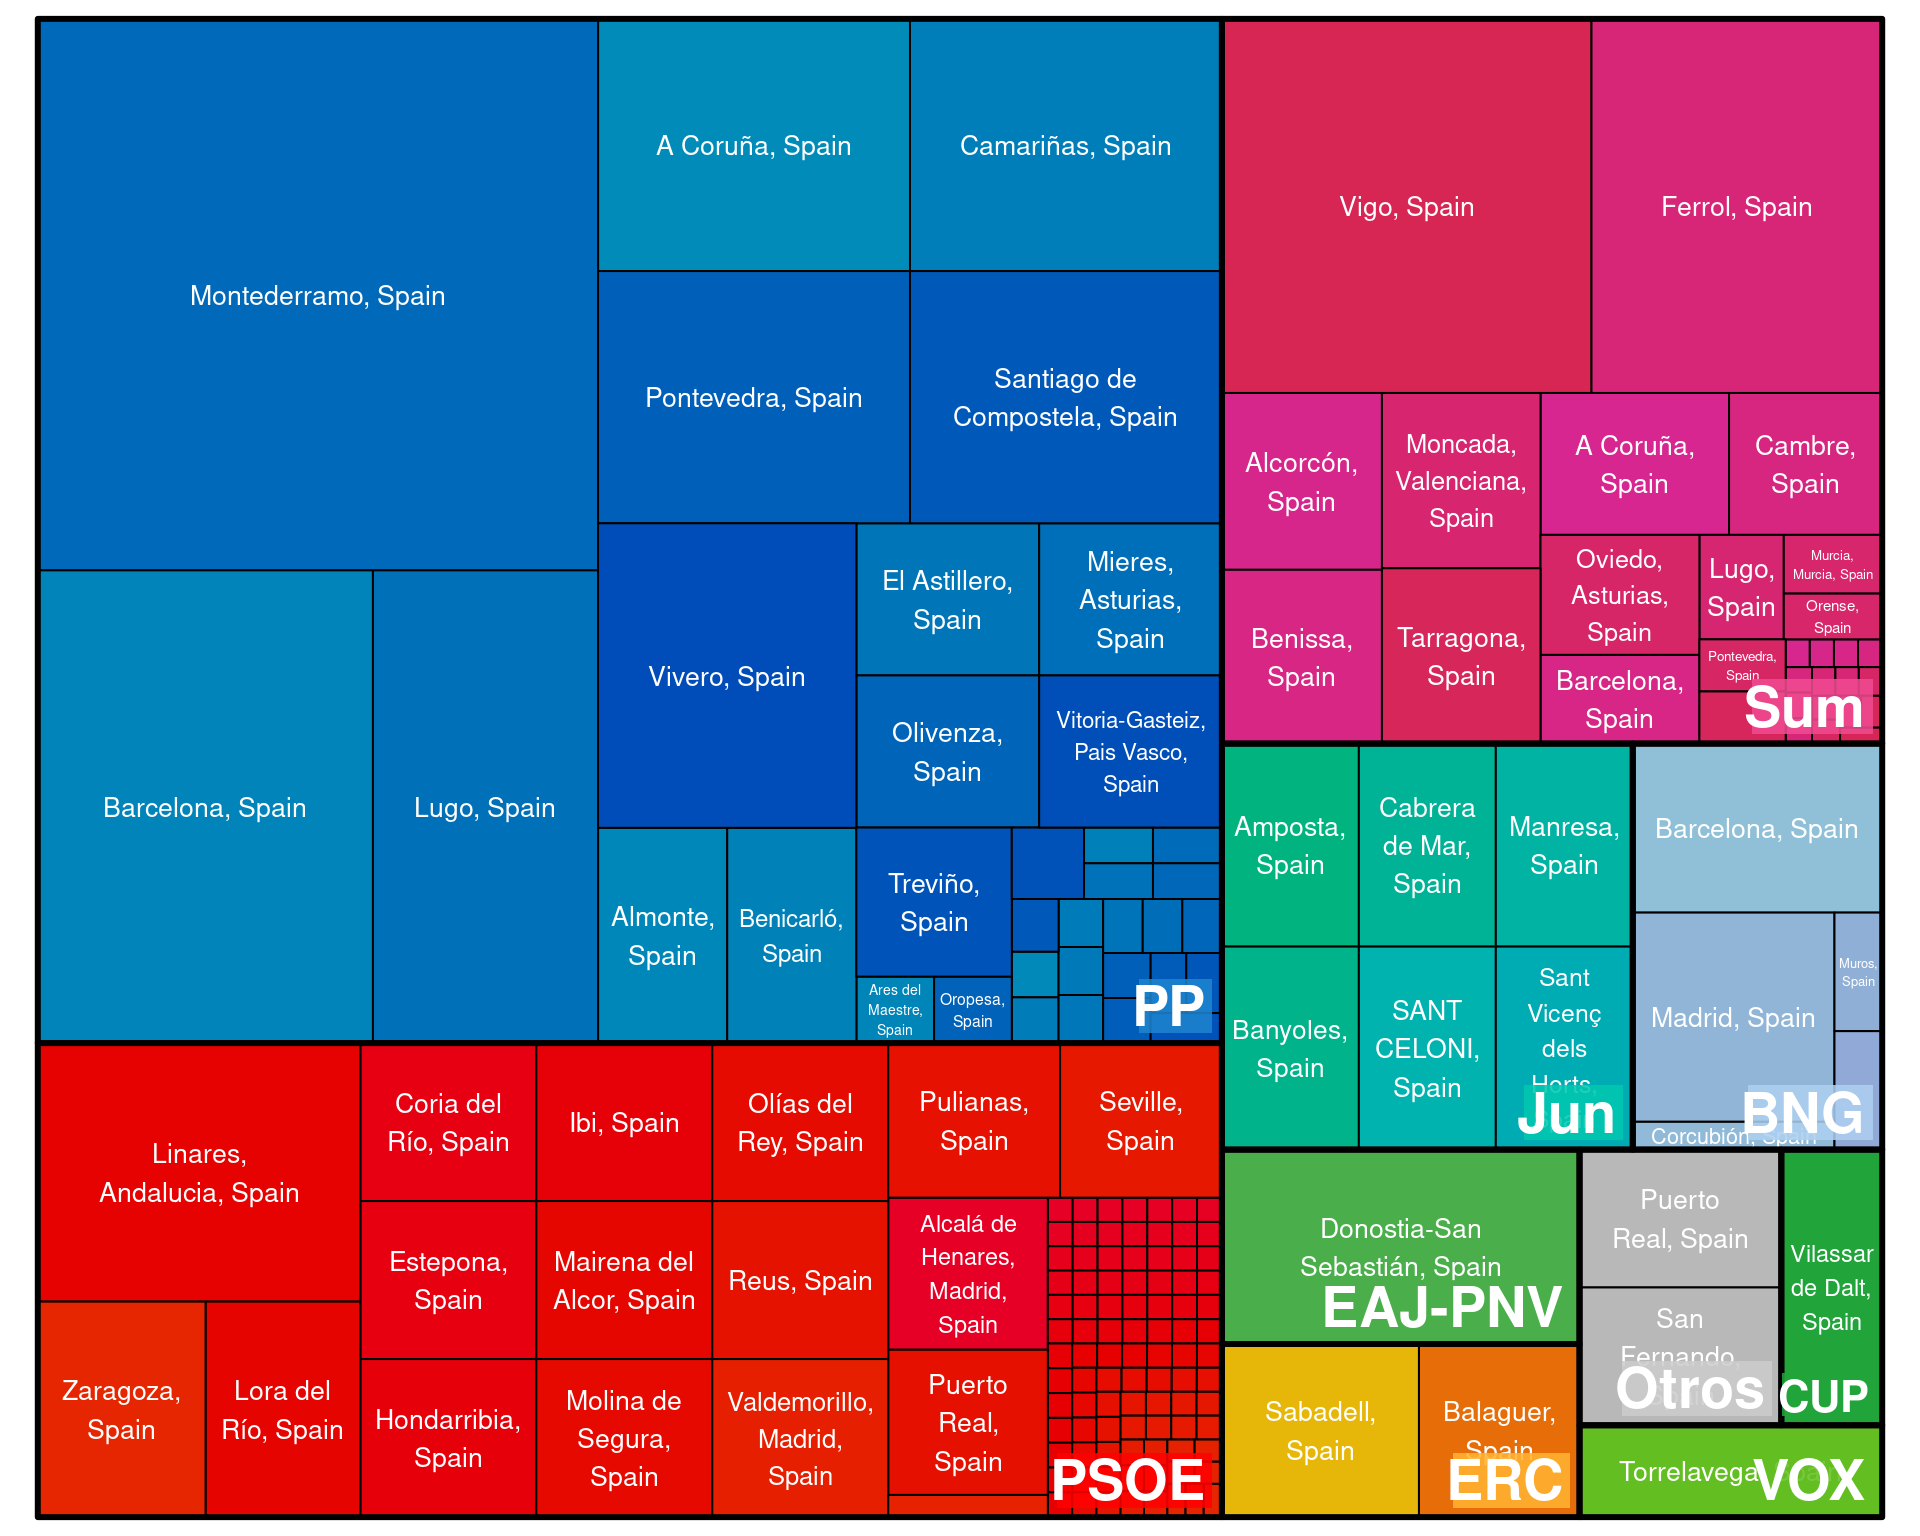 Montederramo, Spain
A Coruña, Spain
Camariñas, Spain
Pontevedra, Spain
Santiago de
Compostela, Spain
Barcelona, Spain
Lugo, Spain
Vivero, Spain
El Astillero,
Spain
Mieres,
Asturias,
Spain
Olivenza,
Spain
Vitoria-Gasteiz,
Pais Vasco,
Spain
Almonte,
Spain
Benicarló,
Spain
Treviño,
Spain
Ares del
Maestre,
Spain
Oropesa,
Spain
PP
Vigo, Spain
Ferrol, Spain
Alcorcón,
Spain
Moncada,
Valenciana,
Spain
A Coruña,
Spain
Cambre,
Spain
Benissa,
Spain
Tarragona,
Spain
Oviedo,
Asturias,
Spain
Lugo,
Spain
Murcia,
Murcia, Spain
Orense,
Spain
Barcelona,
Spain
Pontevedra,
Spain
Sum
Amposta,
Spain
Cabrera
de Mar,
Spain
Manresa,
Spain
Banyoles,
Spain
SANT
CELONI,
Spain
Sant
Vicenç
dels
Horts,
Jun
Barcelona, Spain
Madrid, Spain
Muros,
Spain
Corcubión, Spain
BNG
Linares,
Andalucia, Spain
Zaragoza,
Spain
Lora del
Río, Spain
Coria del
Río, Spain
Ibi, Spain
Olías del
Rey, Spain
Estepona,
Spain
Mairena del
Alcor, Spain
Reus, Spain
Hondarribia,
Spain
Molina de
Segura,
Spain
Valdemorillo,
Madrid,
Spain
Pulianas,
Spain
Seville,
Spain
Alcalá de
Henares,
Madrid,
Spain
Puerto
Real,
Spain
PSOE
Donostia-San
Sebastián, Spain
EAJ-PNV
Sabadell,
Spain
Balaguer,
Spain
ERC
Puerto
Real, Spain
San
Fernando,
Otros
Vilassar
de Dalt,
Spain
CUP
Torrelavega
VOX